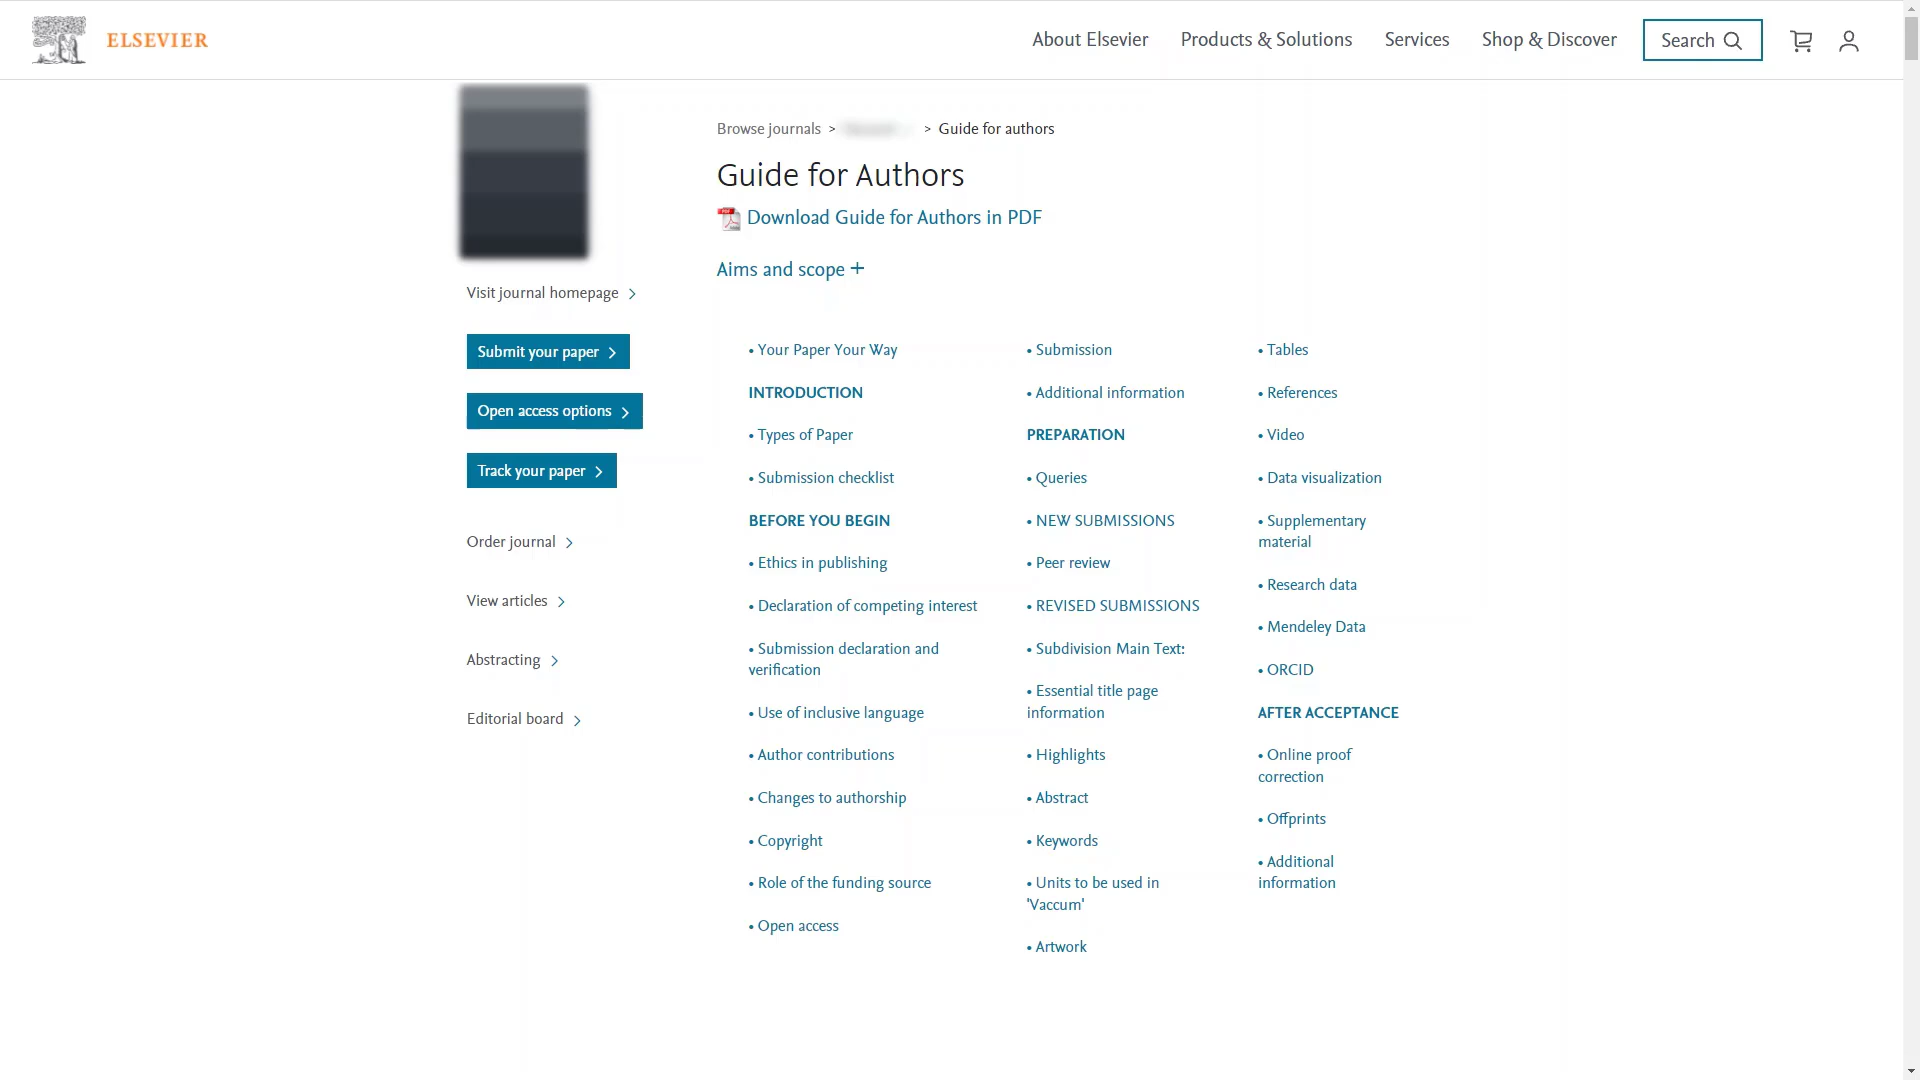 ELSEVIER
About Elsevier
Products & Solutions
Services
Shop & Discover
Search
Browse journals > > Guide for authors
Guide for Authors
Download Guide for Authors in PDF
Aims and scope +
Visit journal homepage >
Submit your paper >
Open access options >
Track your paper >
Order journal >
View articles >
Abstracting >
Editorial board >
• Your Paper Your Way
INTRODUCTION
• Types of Paper
• Submission checklist
BEFORE YOU BEGIN
• Ethics in publishing
• Declaration of competing interest
• Submission declaration and
verification
• Use of inclusive language
• Author contributions
• Changes to authorship
• Copyright
• Role of the funding source
• Open access
• Submission
• Additional information
PREPARATION
• Queries
• NEW SUBMISSIONS
• Peer review
• REVISED SUBMISSIONS
• Subdivision Main Text:
• Essential title page
information
• Highlights
• Abstract
• Keywords
• Units to be used in
'Vaccum'
• Artwork
• Tables
• References
• Video
• Data visualization
• Supplementary
material
• Research data
• Mendeley Data
• ORCID
AFTER ACCEPTANCE
• Online proof
correction
• Offprints
• Additional
information